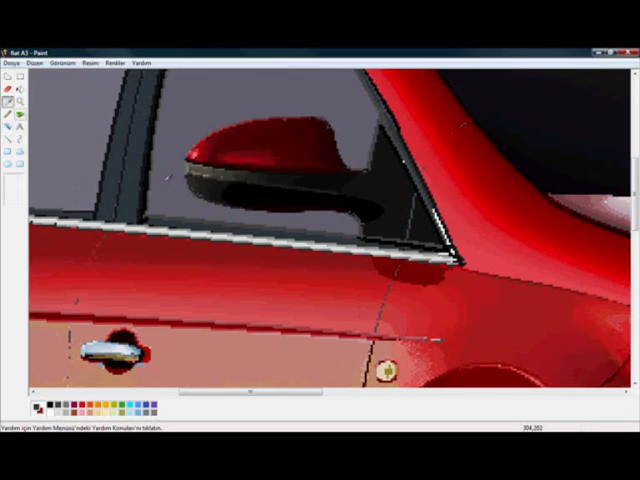 fiat A3 - Paint
Dosya Düzen Görünüm Resim Renkler Yardım
Yardım için Yardım Menüsü'ndeki Yardım Konuları'nı tıklatın.
304,202